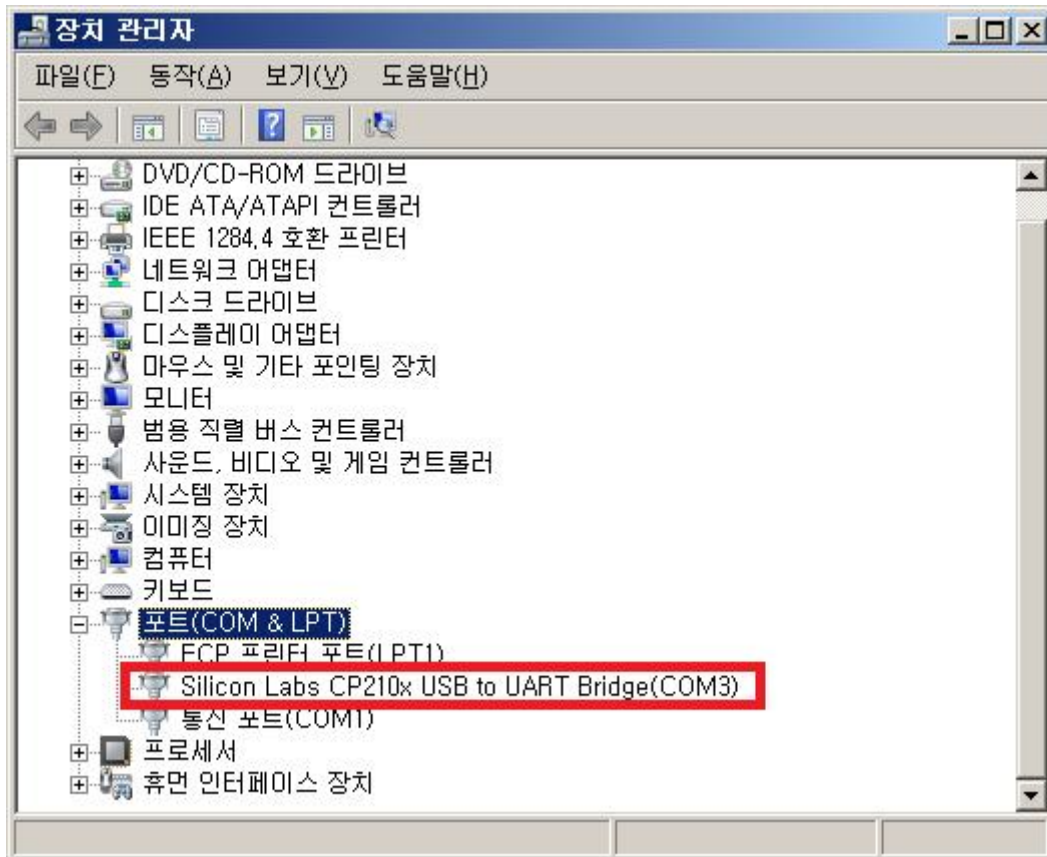 장치 관리자
파일(F) 동작(A) 보기(V) 도움말(H)
DVD/CD-ROM 드라이브
IDE ATA/ATAPI 컨트롤러
IEEE 1284.4 호환 프린터
네트워크 어댑터
디스크 드라이브
디스플레이 어댑터
마우스 및 기타 포인팅 장치
모니터
범용 직렬 버스 컨트롤러
사운드, 비디오 및 게임 컨트롤러
시스템 장치
이미징 장치
컴퓨터
키보드
포트(COM & LPT)
ECP 프린터 포트(LPT1)
Silicon Labs CP210x USB to UART Bridge(COM3)
통신 포트(COM1)
프로세서
휴먼 인터페이스 장치